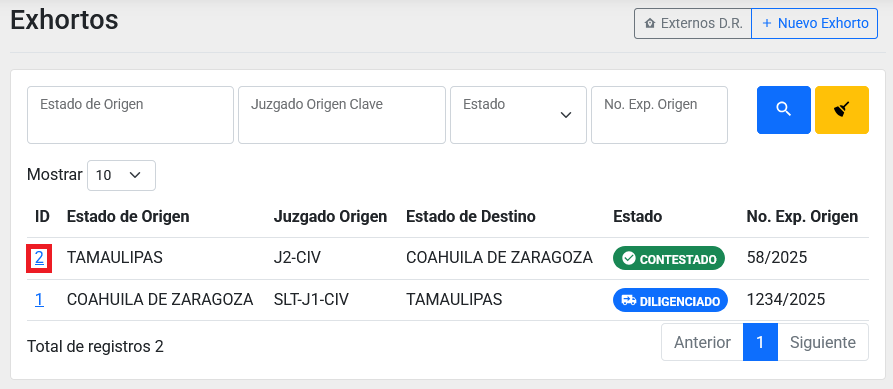 Exhortos
Externos D.R. + Nuevo Exhorto
Estado de Origen Juzgado Origen Clave Estado No. Exp. Origen
Mostrar 10
ID Estado de Origen Juzgado Origen Estado de Destino Estado No. Exp. Origen
2 TAMAULIPAS J2-CIV COAHUILA DE ZARAGOZA CONTESTADO 58/2025
1 COAHUILA DE ZARAGOZA SLT-J1-CIV TAMAULIPAS DILIGENCIADO 1234/2025
Total de registros 2 Anterior 1 Siguiente